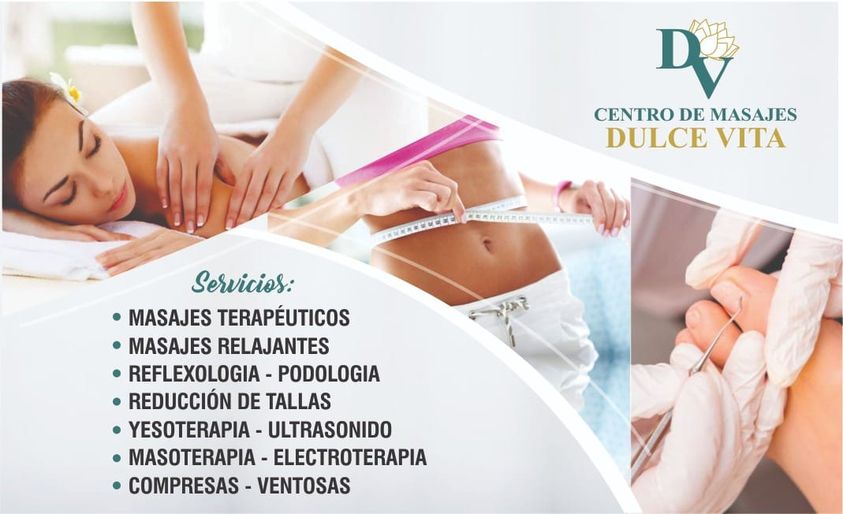 DV
CENTRO DE MASAJES
DULCE VITA
Servicios:
• MASAJES TERAPÉUTICOS
• MASAJES RELAJANTES
• REFLEXOLOGIA - PODOLOGIA
• REDUCCIÓN DE TALLAS
• YESOTERAPIA - ULTRASONIDO
• MASOTERAPIA - ELECTROTERAPIA
• COMPRESAS - VENTOSAS